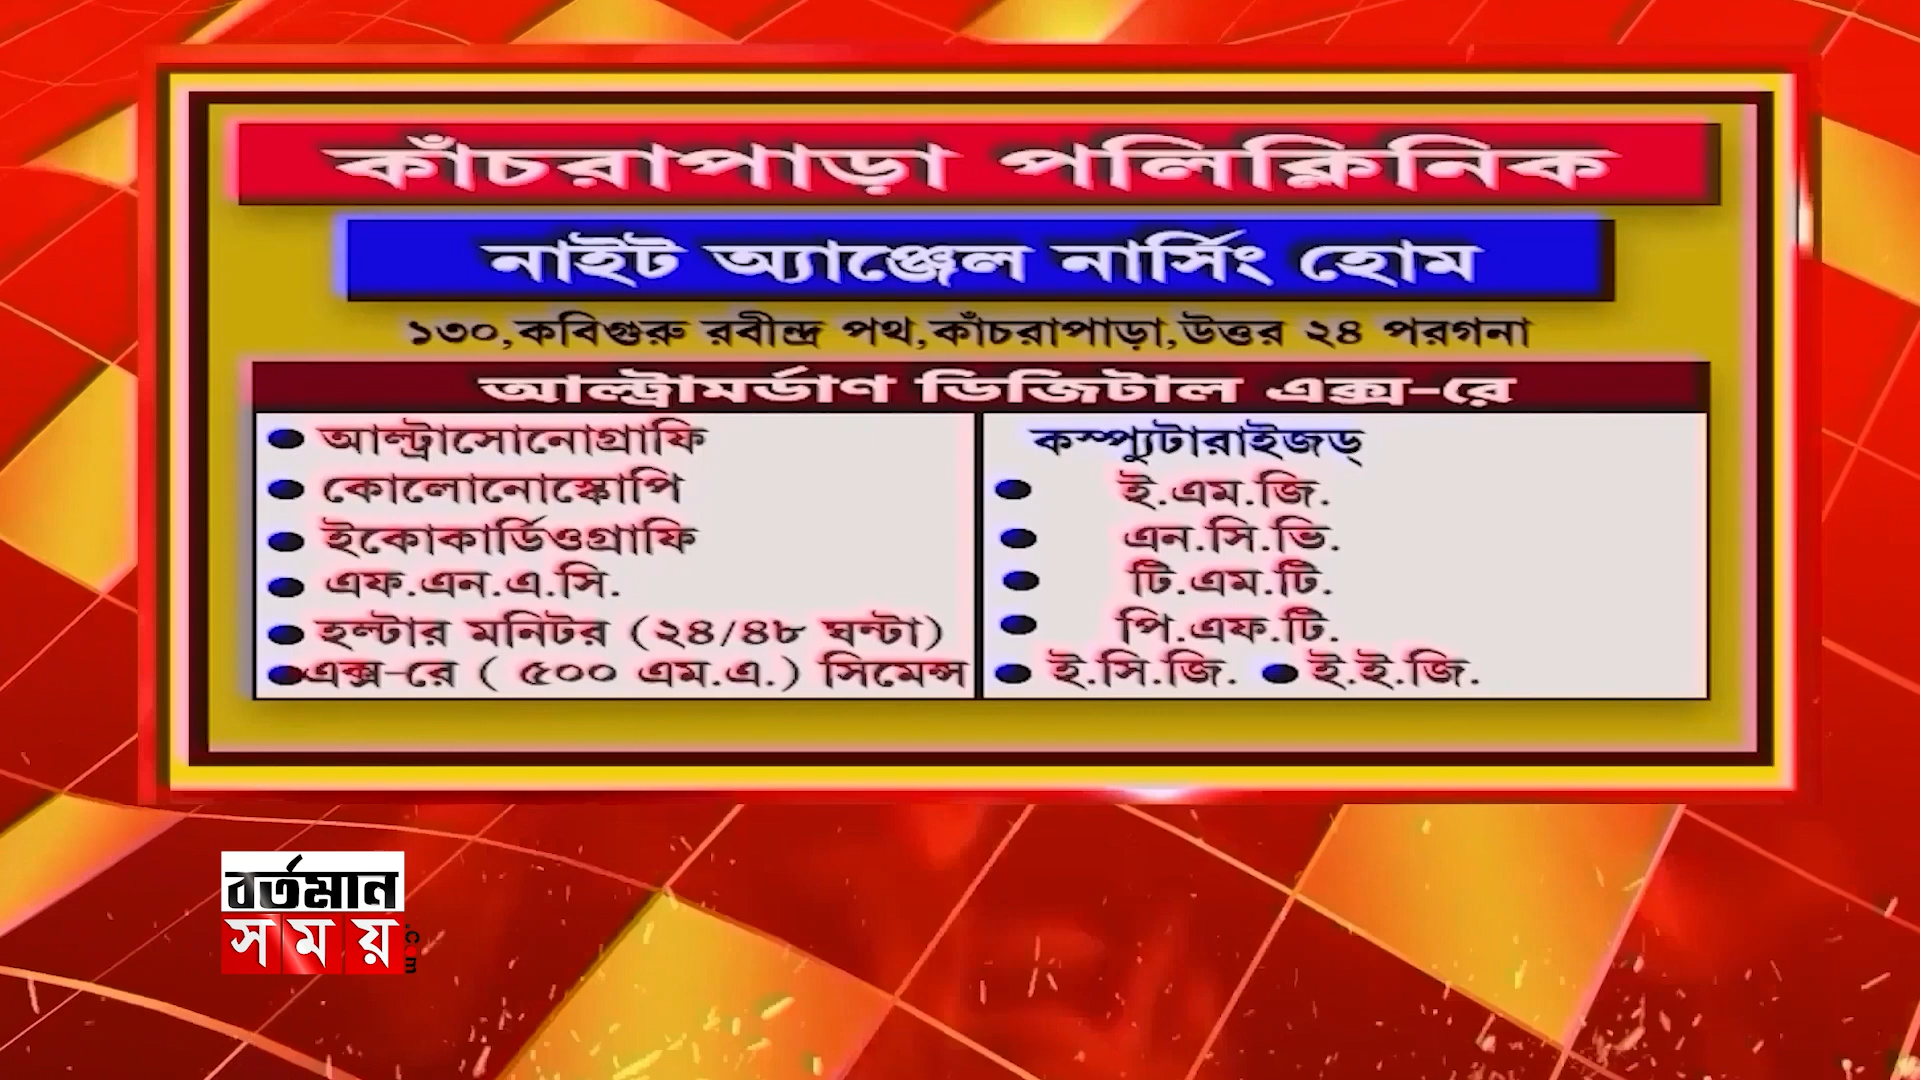 কাঁচরাপাড়া পলিক্লিনিক
নাইট অ্যাঞ্জেল নার্সিং হোম
১৩০,কবিগুরু রবীন্দ্র পথ,কাঁচরাপাড়া,উত্তর ২৪ পরগনা
আল্ট্রামর্ডাণ ডিজিটাল এক্স-রে
● আল্ট্রাসোনোগ্রাফি
● কোলোনোস্কোপি
● ইকোকার্ডিওগ্রাফি
● এফ.এন.এ.সি.
● হল্টার মনিটর (২৪/৪৮ ঘন্টা)
●এক্স-রে ( ৫০০ এম.এ.) সিমেন্স
কম্প্যুটারাইজড্
● ই.এম.জি.
● এন.সি.ভি.
● টি.এম.টি.
● পি.এফ.টি.
● ই.সি.জি. ●ই.ই.জি.
বর্তমান
সময়
.com